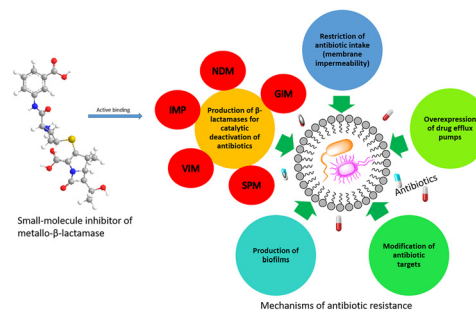 Restriction of
antibiotic intake
(membrane
impermeability)
NDM
GIM
IMP
Active binding
Production of β-
lactamases for
catalytic
deactivation of
antibiotics
Overexpression
of drug efflux
pumps
VIM
SPM
Antibiotics
Small-molecule inhibitor of
metallo-β-lactamase
Production of
biofilms
Modification of
antibiotic
targets
Mechanisms of antibiotic resistance